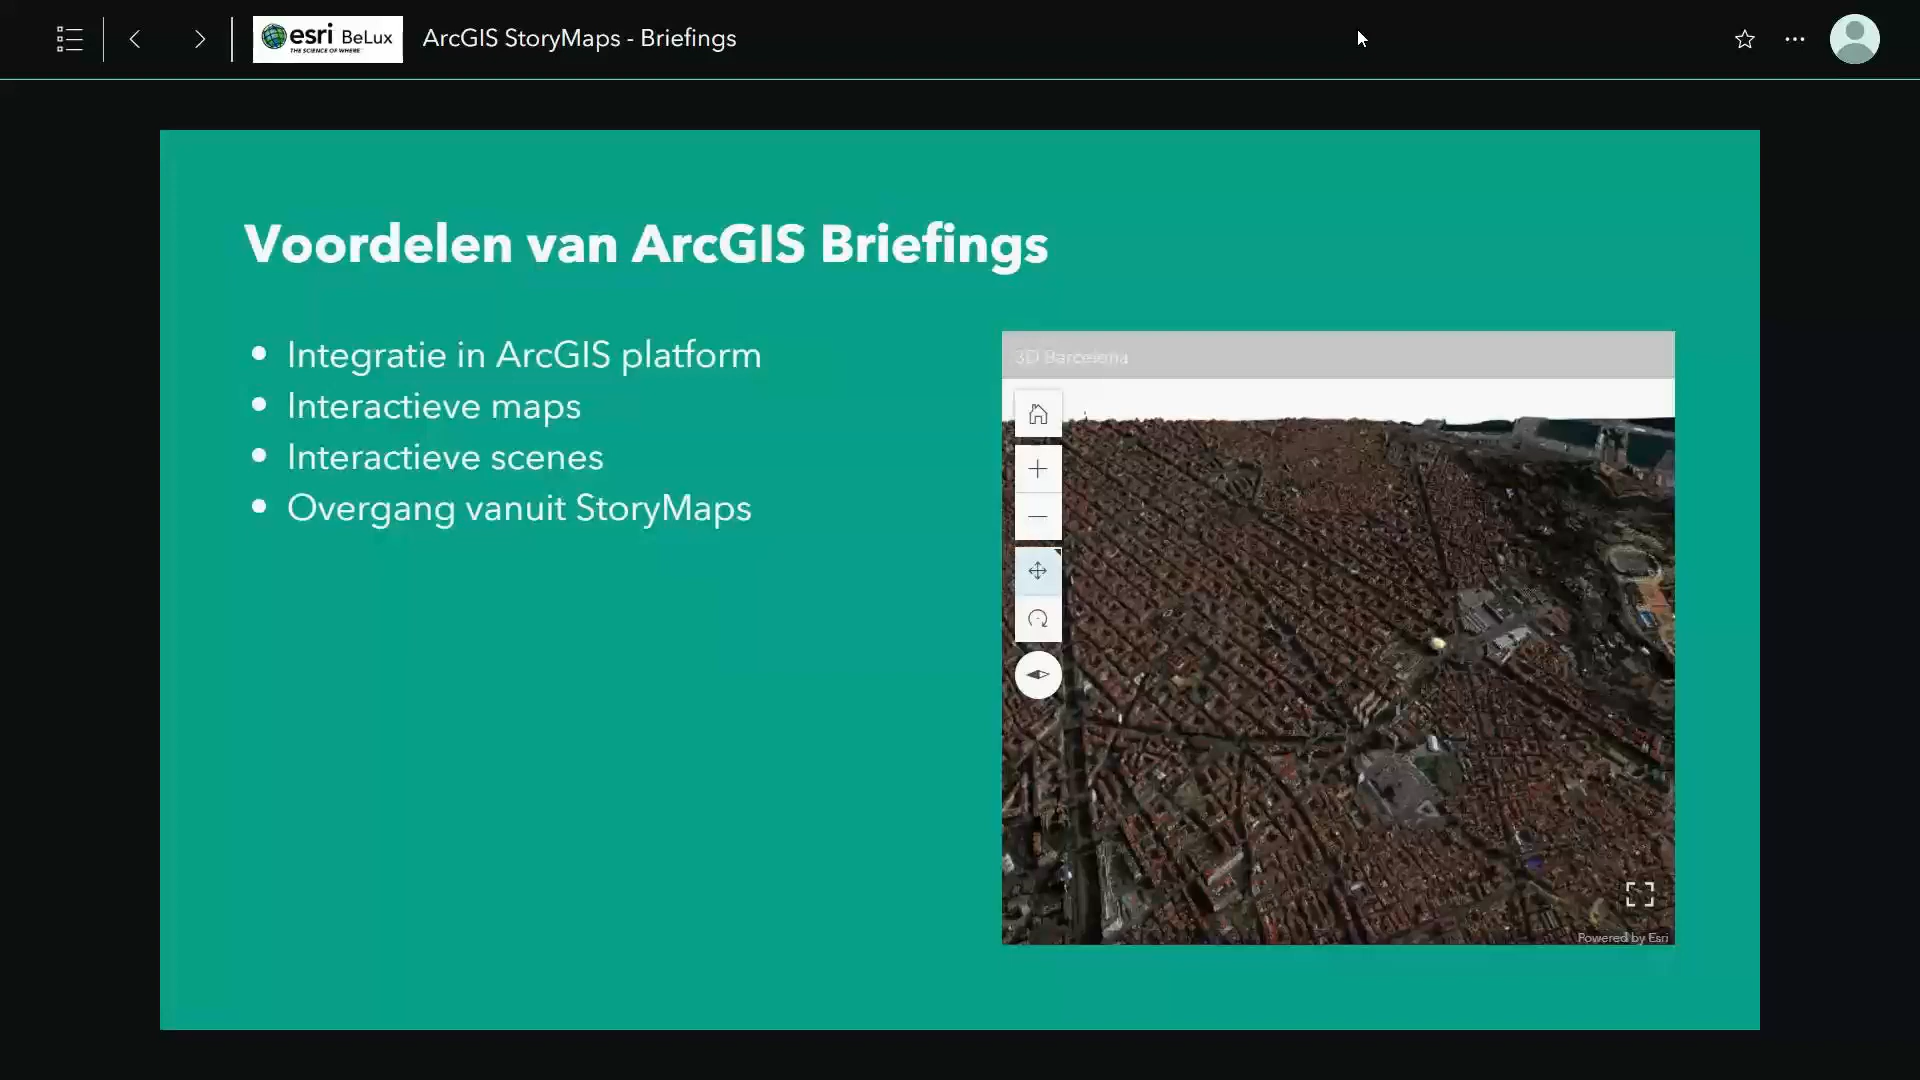 esri BeLux
THE SCIENCE OF WHERE
ArcGIS StoryMaps - Briefings
Voordelen van ArcGIS Briefings
• Integratie in ArcGIS platform
• Interactieve maps
• Interactieve scenes
• Overgang vanuit StoryMaps
3D Barcelona
Powered by Esri